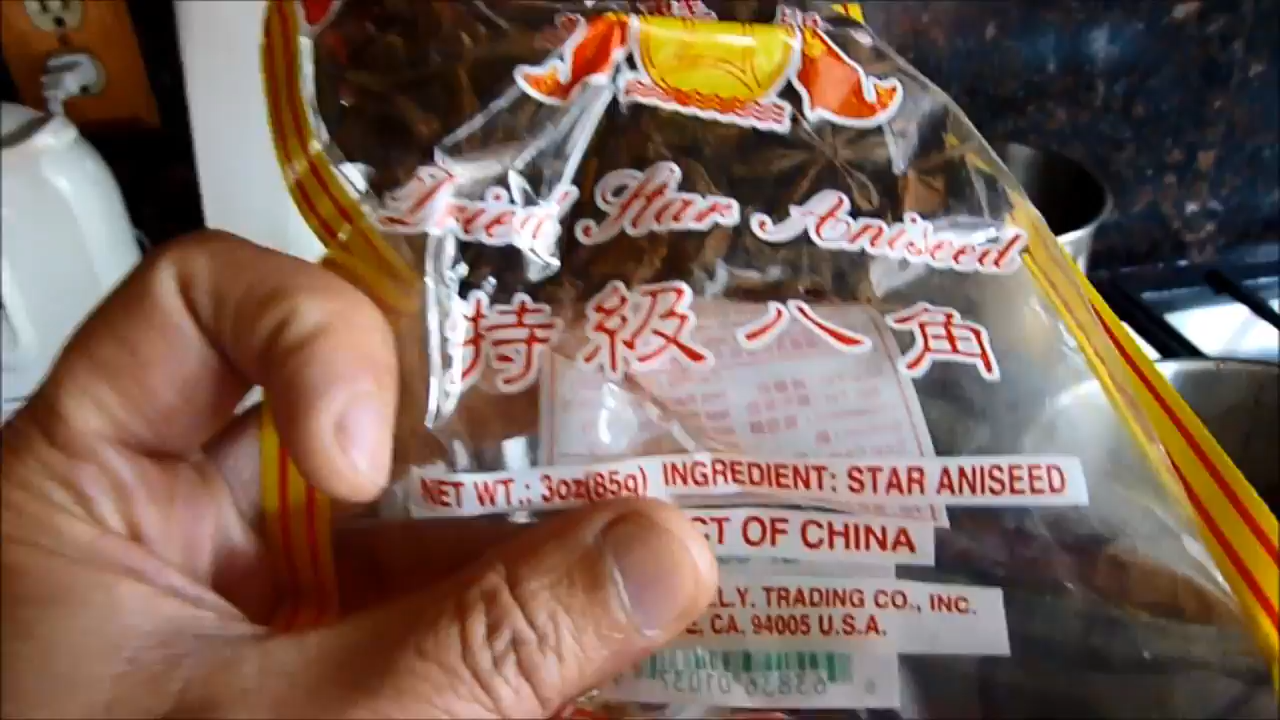 Dried Star Aniseed
特級八角
NET WT.: 3oz(85g) INGREDIENT: STAR ANISEED
CT OF CHINA
L.Y. TRADING CO., INC.
E, CA, 94005 U.S.A.